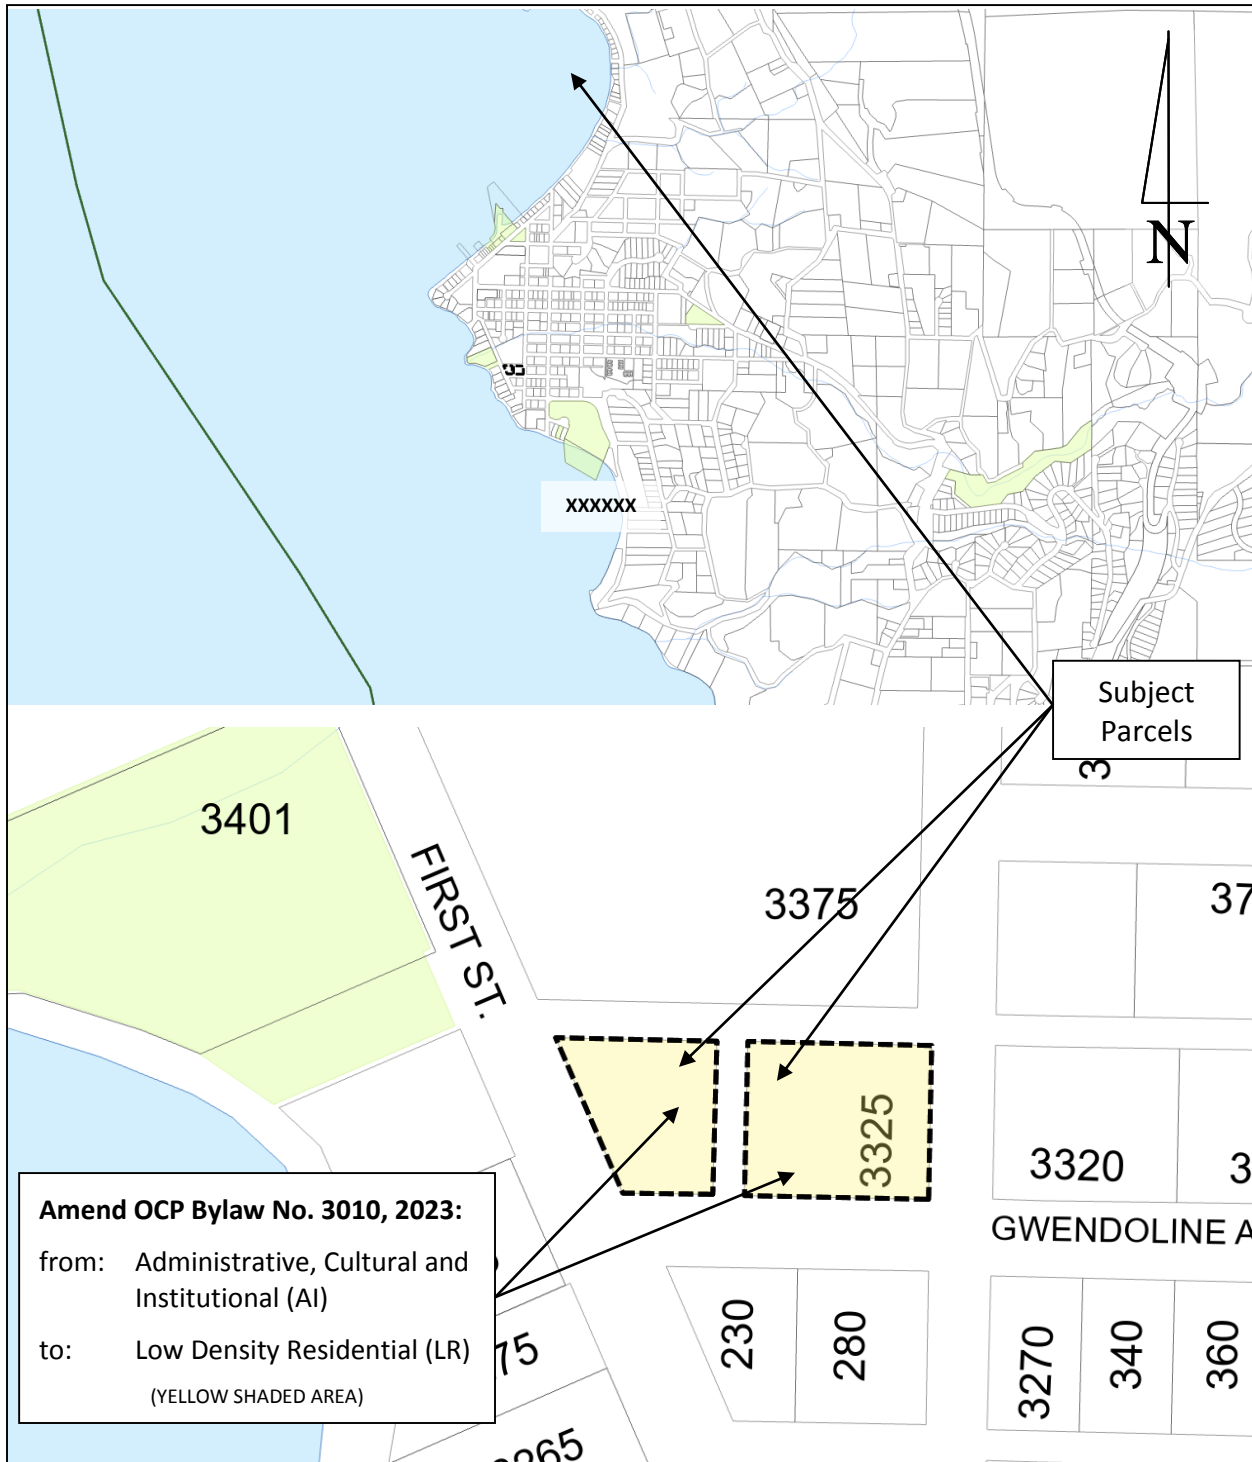 N
XXXXXX
Subject
Parcels
3401
FIRST ST.
3375
3325
3320
GWENDOLINE A
230
280
3270
340
360
Amend OCP Bylaw No. 3010, 2023:
from: Administrative, Cultural and
Institutional (AI)
to: Low Density Residential (LR)
(YELLOW SHADED AREA)